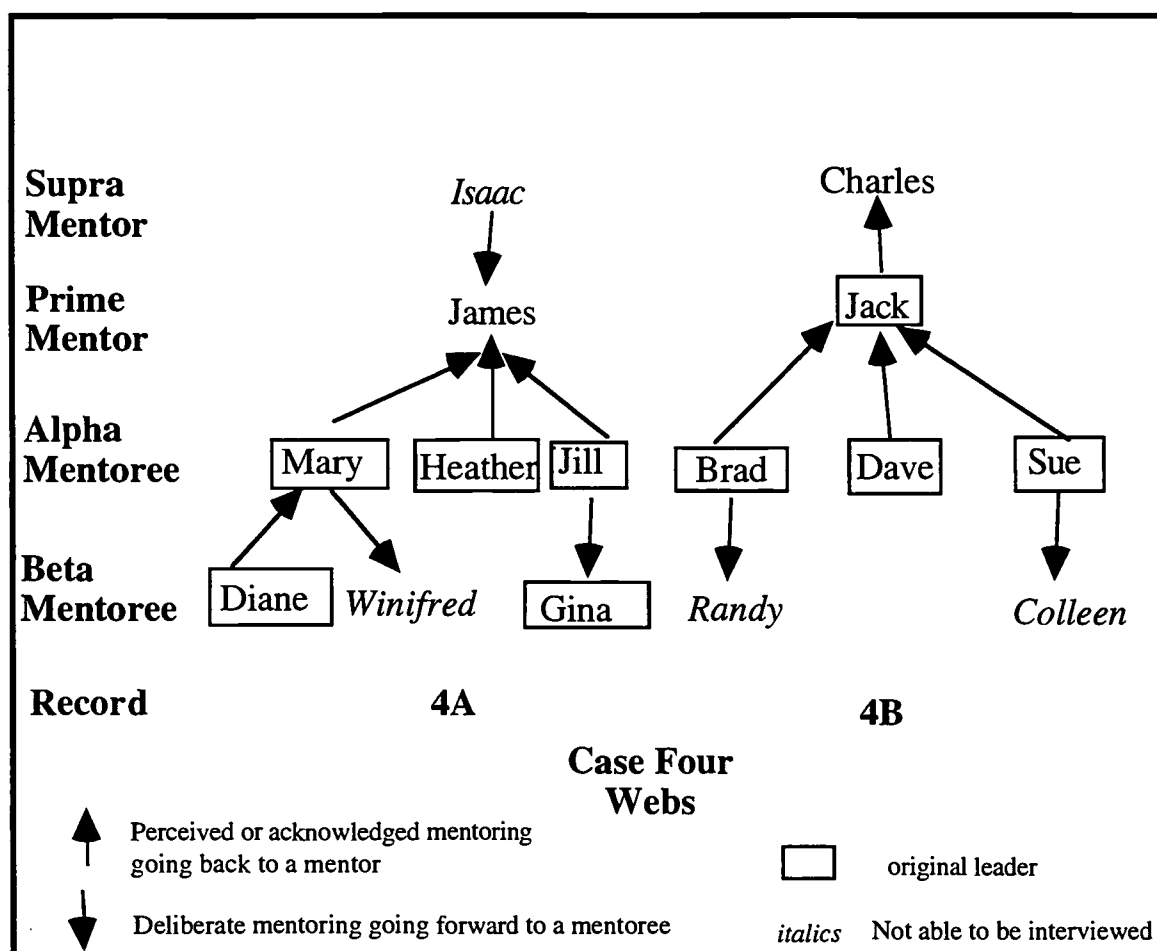 Supra
Mentor
Isaac
Charles
Prime
Mentor
James
Jack
Alpha
Mentoree
Mary
Heather
Jill
Brad
Dave
Sue
Beta
Mentoree
Diane
Winifred
Gina
Randy
Colleen
Record
4A
4B
Case Four
Webs
Perceived or acknowledged mentoring
going back to a mentor
original leader
Deliberate mentoring going forward to a mentoree
italics Not able to be interviewed